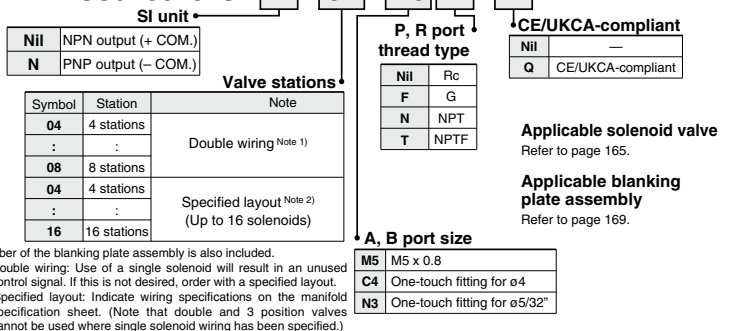 SI unit
Nil NPN output (+ COM.)
N PNP output (– COM.)
Valve stations
Symbol Station Note
04 4 stations
: :
08 8 stations
Double wiring Note 1)
04 4 stations
: :
16 16 stations
Specified layout Note 2)
(Up to 16 solenoids)
P, R port
thread type
Nil Rc
F G
N NPT
T NPTF
CE/UKCA-compliant
Nil —
Q CE/UKCA-compliant
Applicable solenoid valve
Refer to page 165.
Applicable blanking
plate assembly
Refer to page 169.
A, B port size
M5 M5 x 0.8
C4 One-touch fitting for ø4
N3 One-touch fitting for ø5/32"
of the blanking plate assembly is also included.
wiring: Use of a single solenoid will result in an unused
signal. If this is not desired, order with a specified layout.
layout: Indicate wiring specifications on the manifold
sheet. (Note that double and 3 position valves
be used where single solenoid wiring has been specified.)